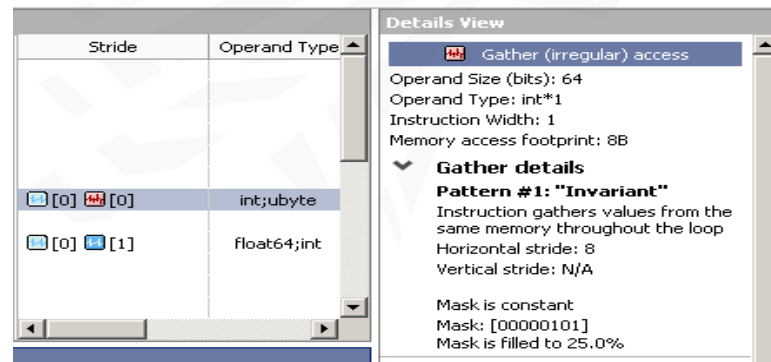 Stride Operand Type
[0] [0] int;ubyte
[0] [1] float64;int
Details View
Gather (irregular) access
Operand Size (bits): 64
Operand Type: int*1
Instruction Width: 1
Memory access footprint: 8B
Gather details
Pattern #1: "Invariant"
Instruction gathers values from the
same memory throughout the loop
Horizontal stride: 8
Vertical stride: N/A
Mask is constant
Mask: [00000101]
Mask is filled to 25.0%